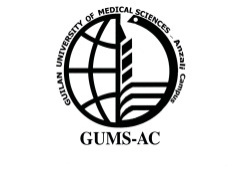 GUILAN UNIVERSITY OF MEDICAL SCIENCES - Anzali Campus
GUMS-AC